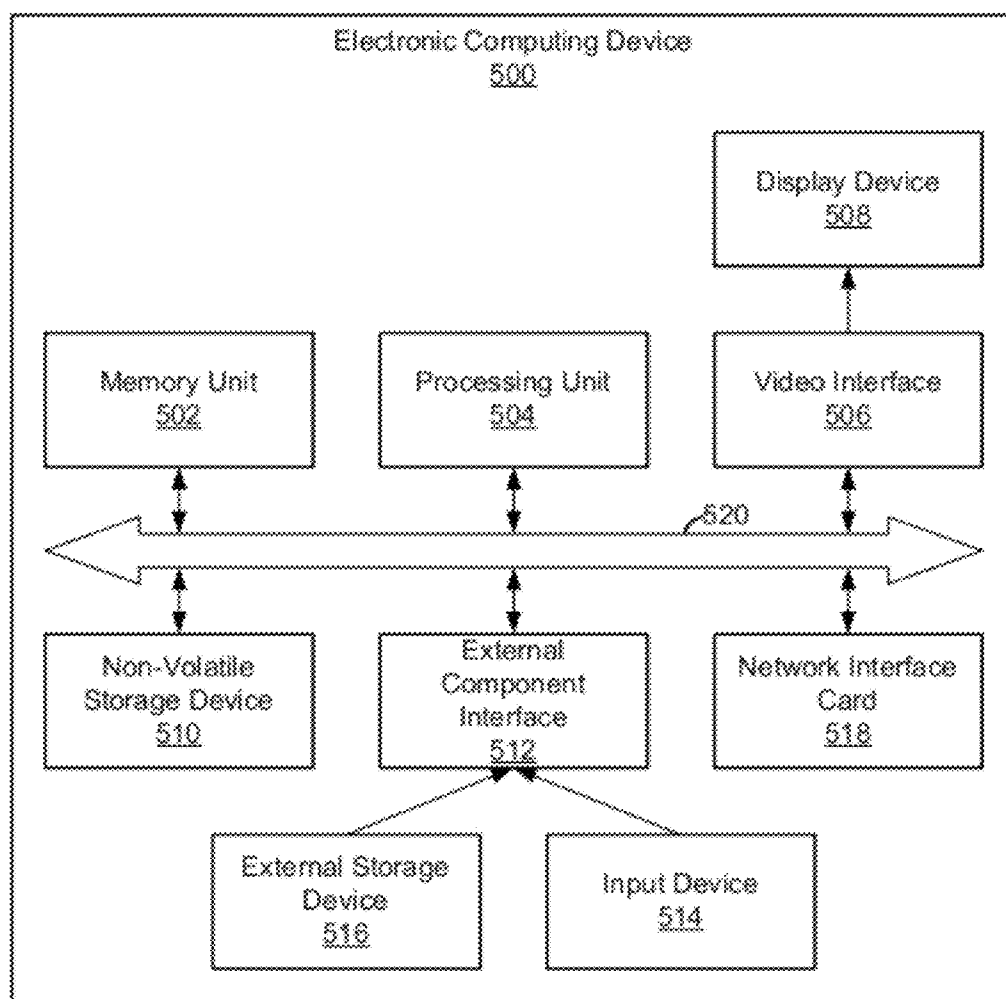 Electronic Computing Device
500
Display Device
508
Memory Unit
502
Processing Unit
504
Video Interface
506
520
Non-Volatile
Storage Device
510
External
Component
Interface
512
Network Interface
Card
518
External Storage
Device
516
Input Device
514